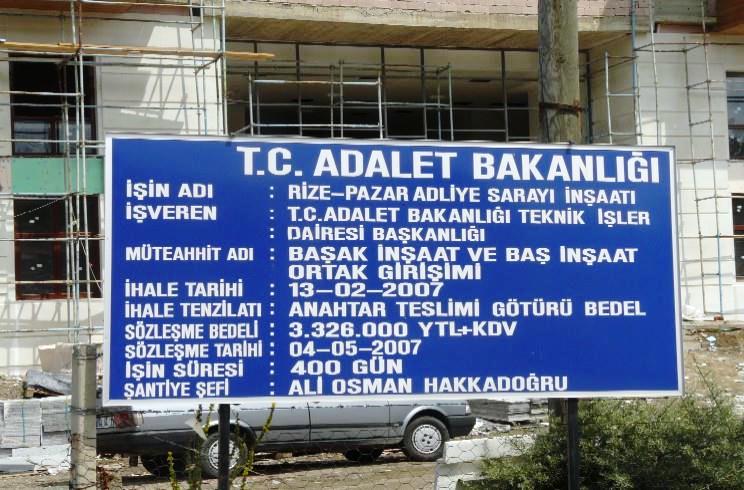 T.C. ADALET BAKANLIĞI
İŞİN ADI : RİZE-PAZAR ADLİYE SARAYI İNŞAATI
İŞVEREN : T.C.ADALET BAKANLIĞI TEKNİK İŞLER
: DAİRESİ BAŞKANLIĞI
MÜTEAHHİT ADI : BAŞAK İNŞAAT VE BAŞ İNŞAAT
ORTAK GİRİŞİMİ
İHALE TARİHİ : 13-02-2007
İHALE TENZİLATI : ANAHTAR TESLİMİ GÖTÜRÜ BEDEL
SÖZLEŞME BEDELİ : 3.326.000 YTL+KDV
SÖZLEŞME TARİHİ : 04-05-2007
İŞİN SÜRESİ : 400 GÜN
ŞANTİYE ŞEFİ : ALİ OSMAN HAKKADOĞRU